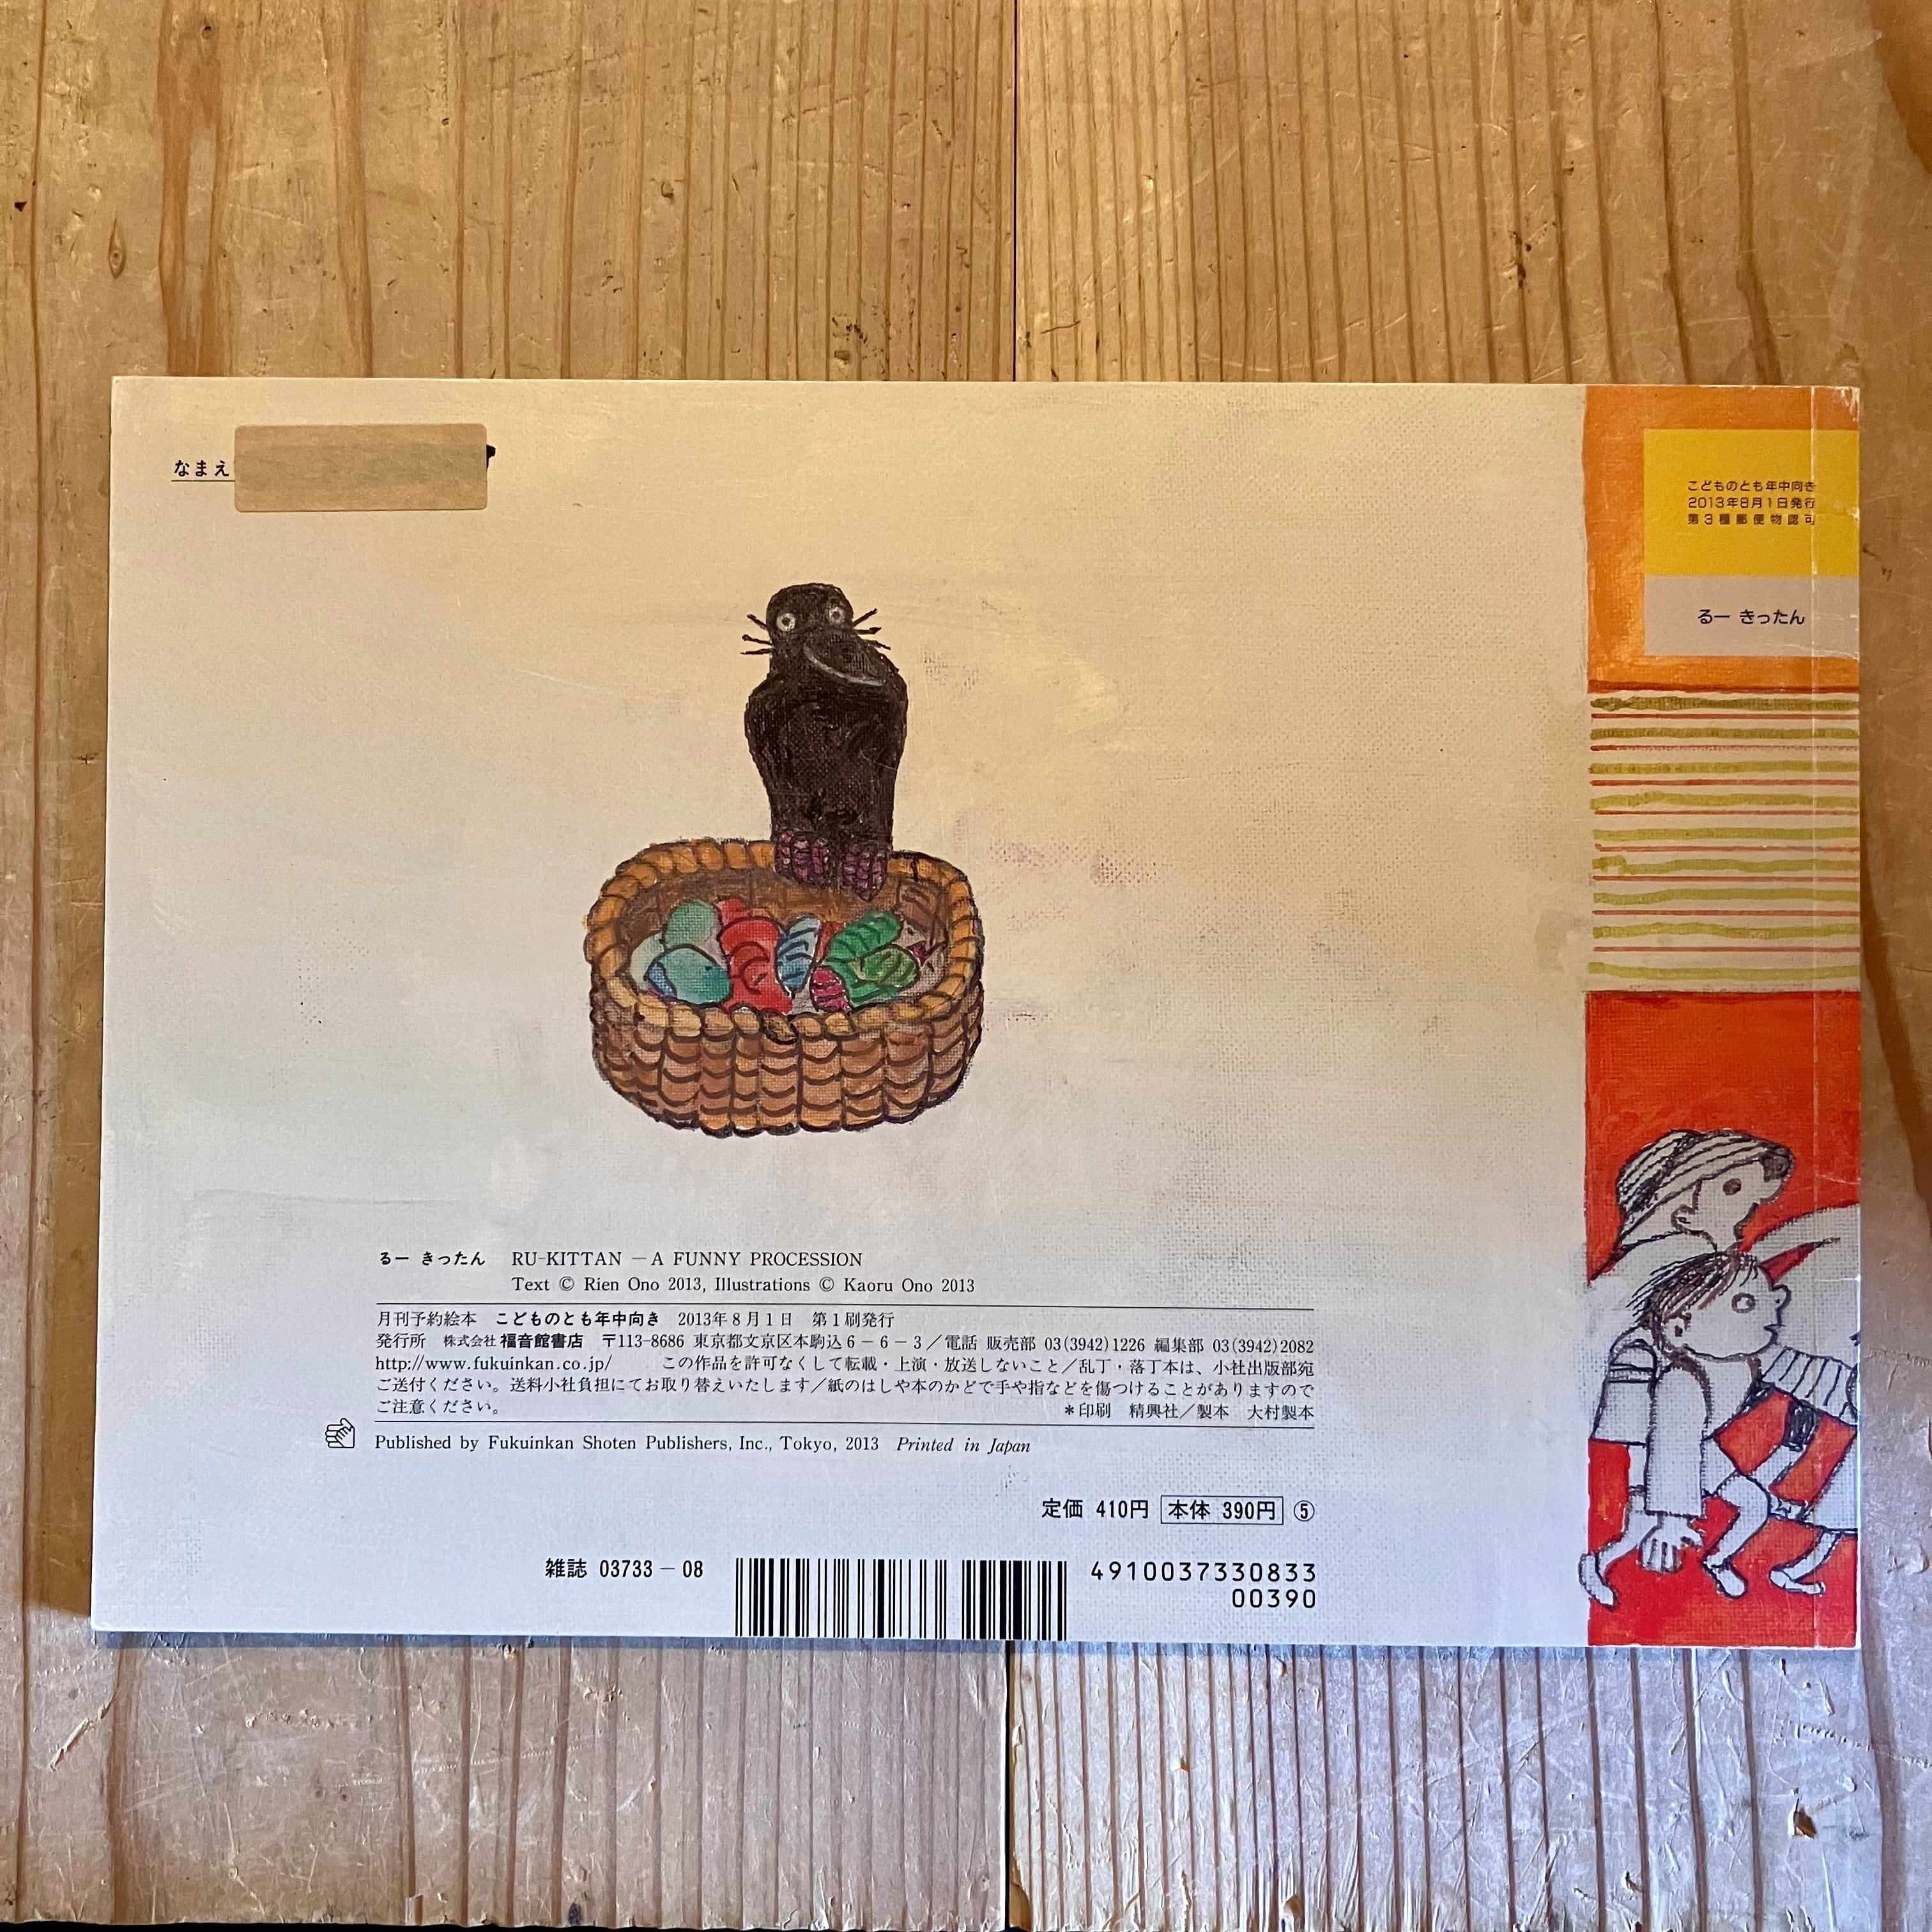 なまえ
こどものとも年中向き
2013年8月1日発行
第3種郵便物認可
るー きったん
るー きったん RU-KITTAN — A FUNNY PROCESSION
Text © Rien Ono 2013, Illustrations © Kaoru Ono 2013
月刊予約絵本 こどものとも年中向き 2013年8月1日 第1刷発行
発行所 株式会社 福音館書店 〒113-8686 東京都文京区本駒込6－6－3／電話 販売部 03(3942)1226 編集部 03(3942)2082
http://www.fukuinkan.co.jp/ この作品を許可なくして転載・上演・放送しないこと／乱丁・落丁本は、小社出版部宛
ご送付ください。送料小社負担にてお取り替えいたします／紙のはしや本のかどで手や指などを傷つけることがありますので
ご注意ください。 ＊印刷 精興社／製本 大村製本
Published by Fukuinkan Shoten Publishers, Inc., Tokyo, 2013 Printed in Japan
定価 410円 本体 390円 ⑤
雑誌 03733－08
4910037330833
00390